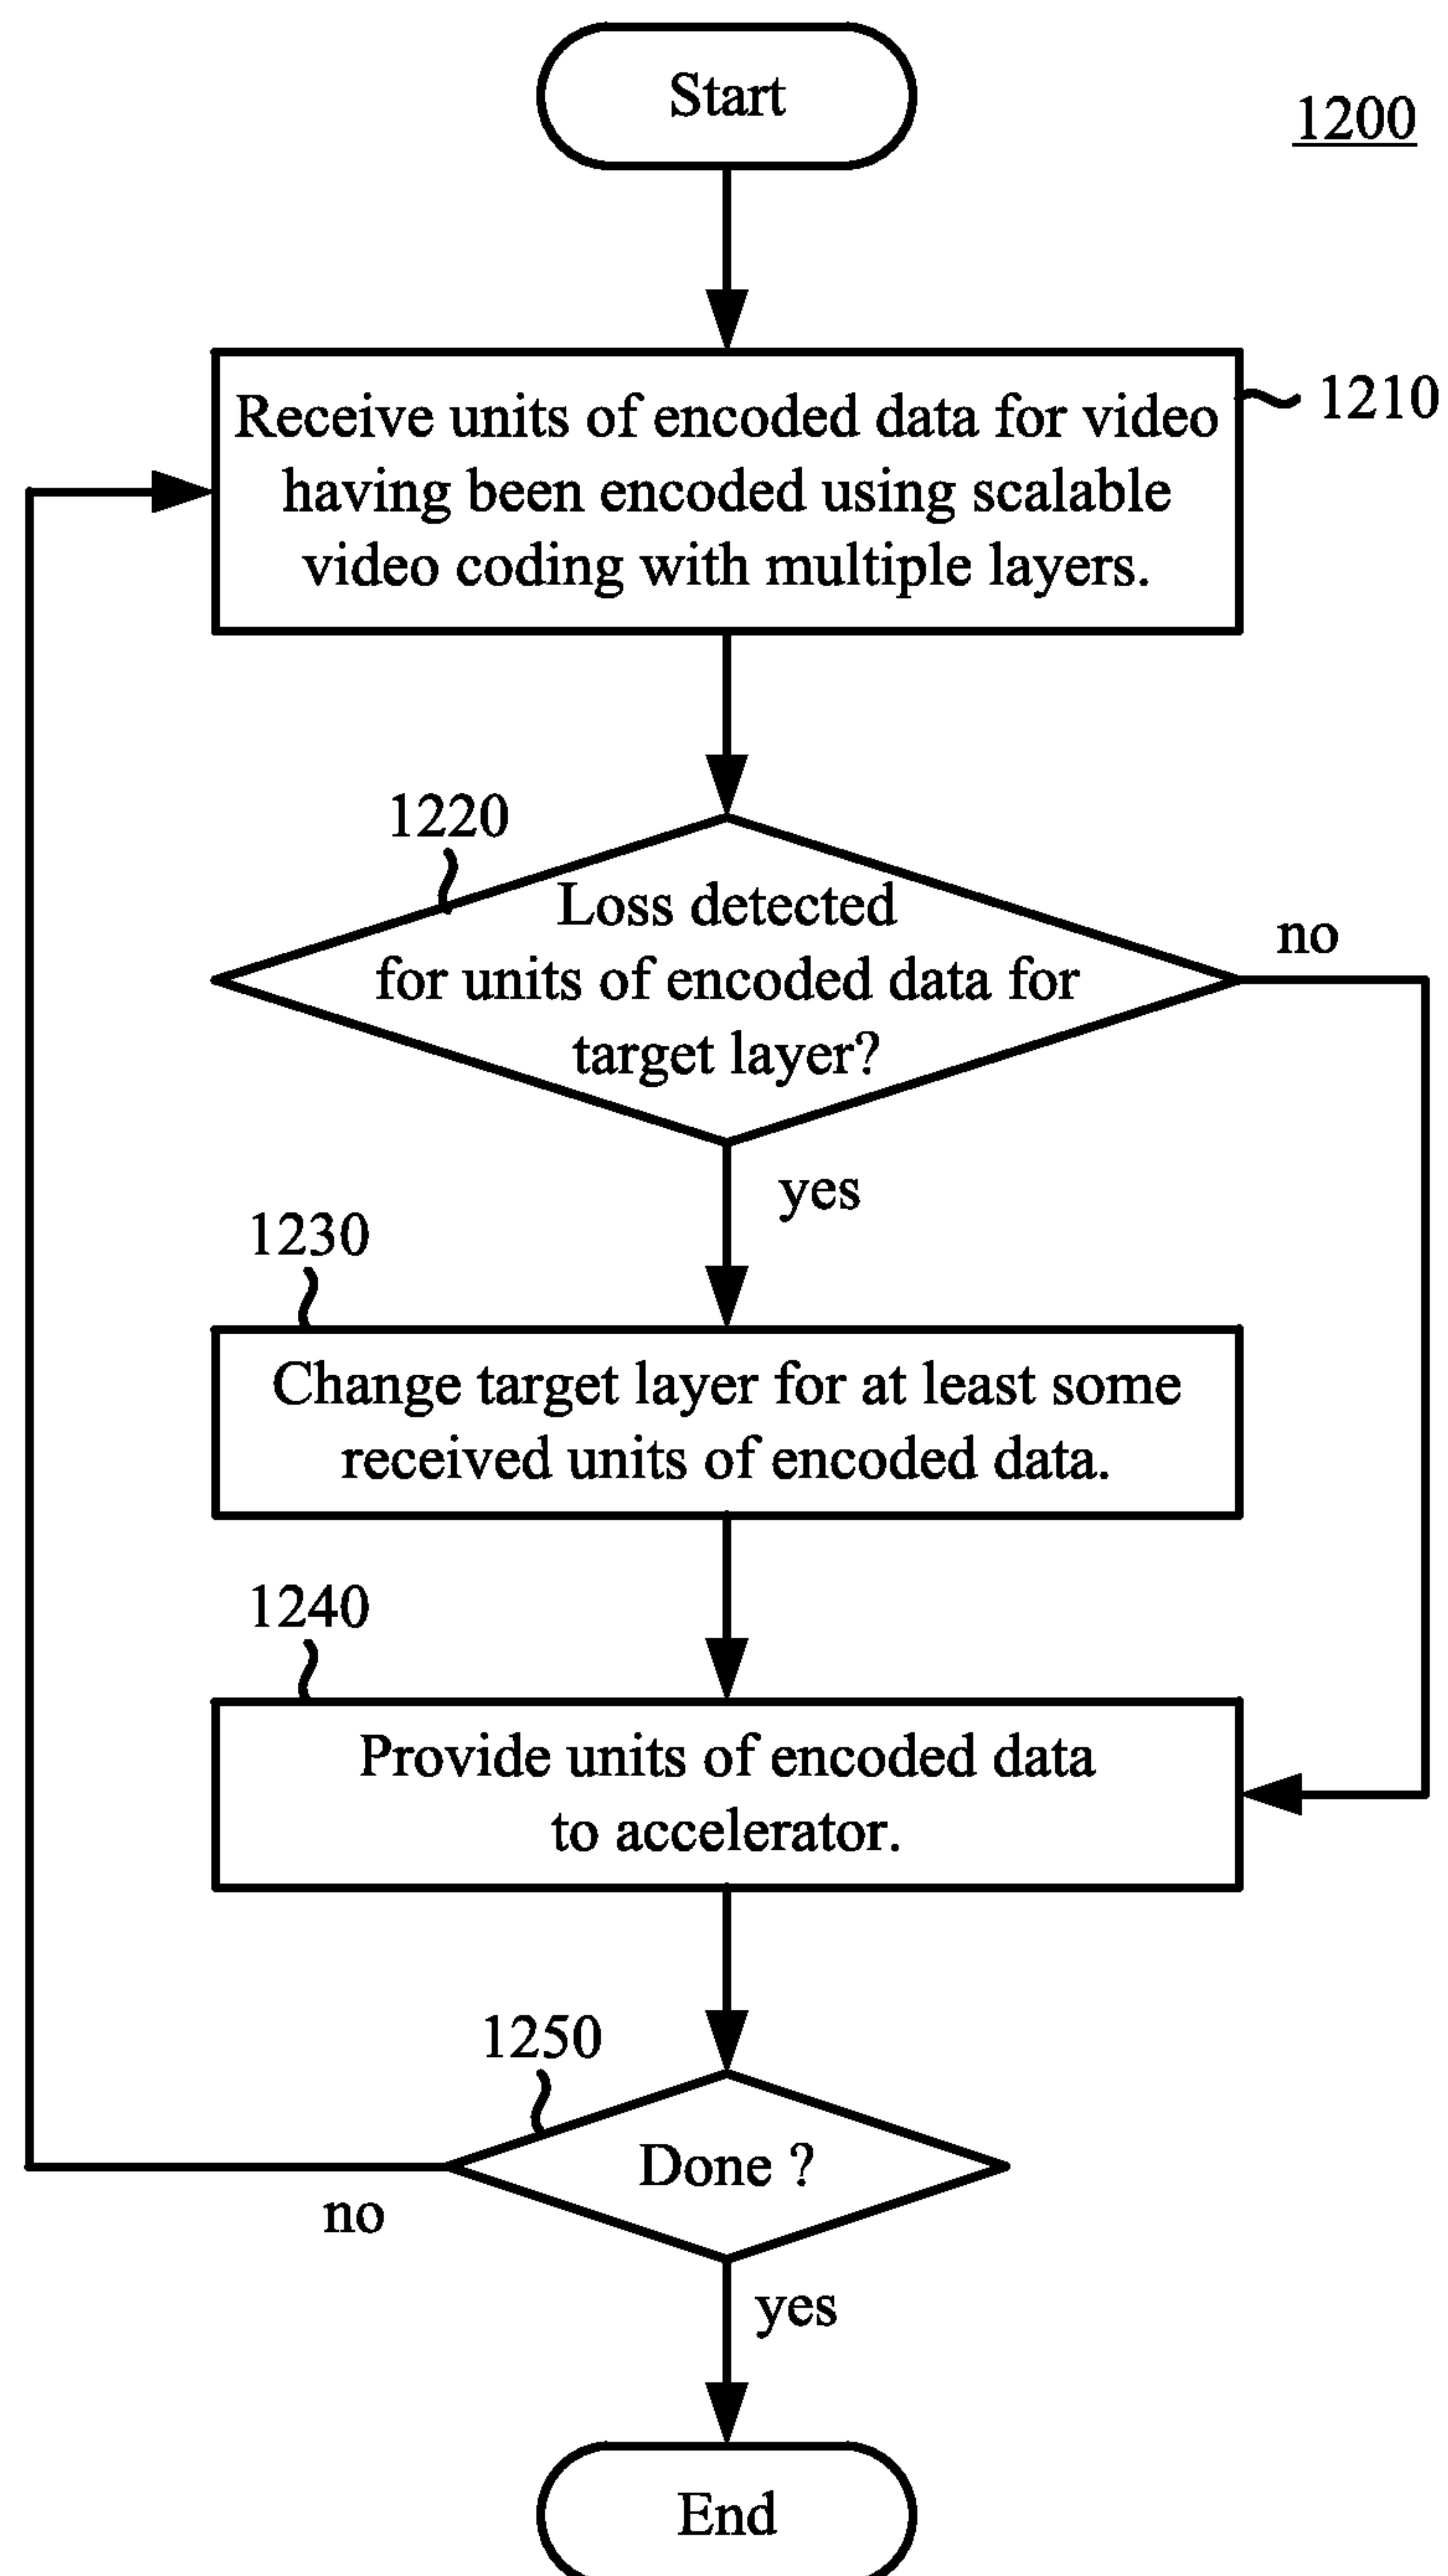 Start
1200
Receive units of encoded data for video
having been encoded using scalable
video coding with multiple layers.
1210
1220
Loss detected
for units of encoded data for
target layer?
no
yes
1230
Change target layer for at least some
received units of encoded data.
1240
Provide units of encoded data
to accelerator.
1250
Done ?
no
yes
End